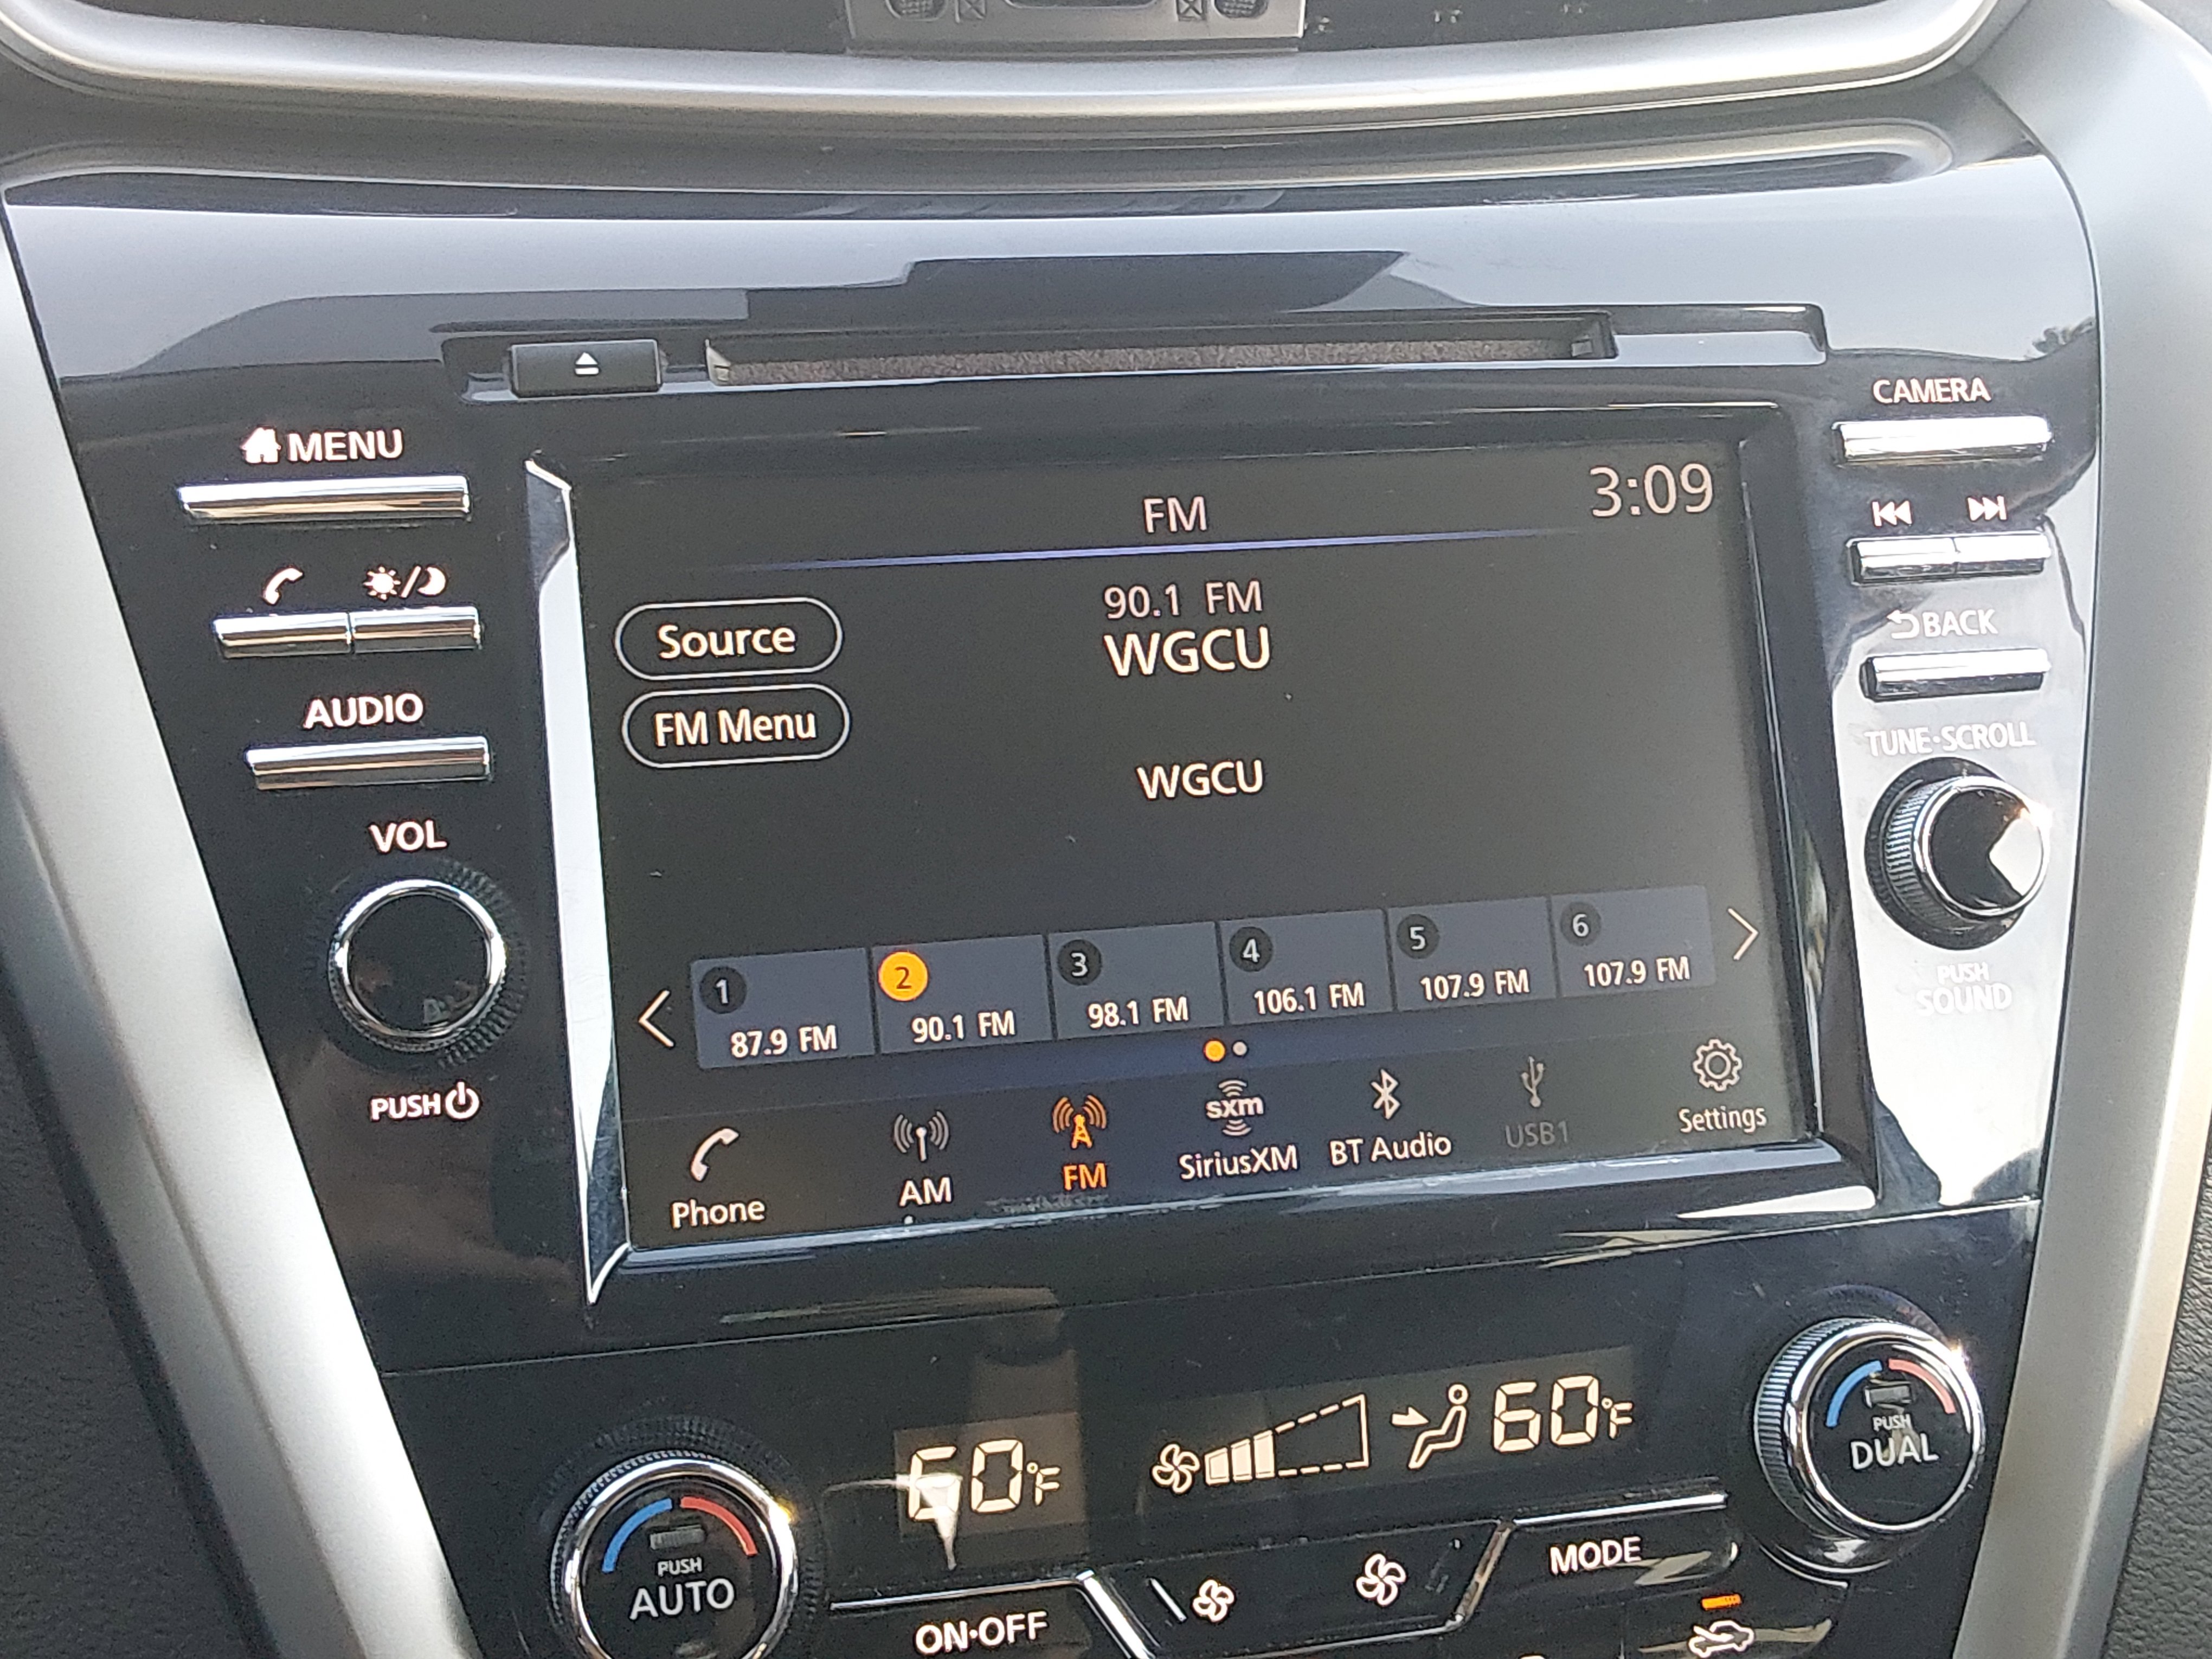 CAMERA
MENU
3:09
FM
90.1 FM
Source
WGCU
BACK
AUDIO
FM Menu
TUNE·SCROLL
WGCU
VOL
1
2
3
4
5
6
87.9 FM
90.1 FM
98.1 FM
106.1 FM
107.9 FM
107.9 FM
PUSH
SOUND
PUSH
Phone
AM
FM
sxm
SiriusXM
BT Audio
USB1
Settings
60°F
60°F
PUSH
DUAL
PUSH
AUTO
MODE
ON·OFF